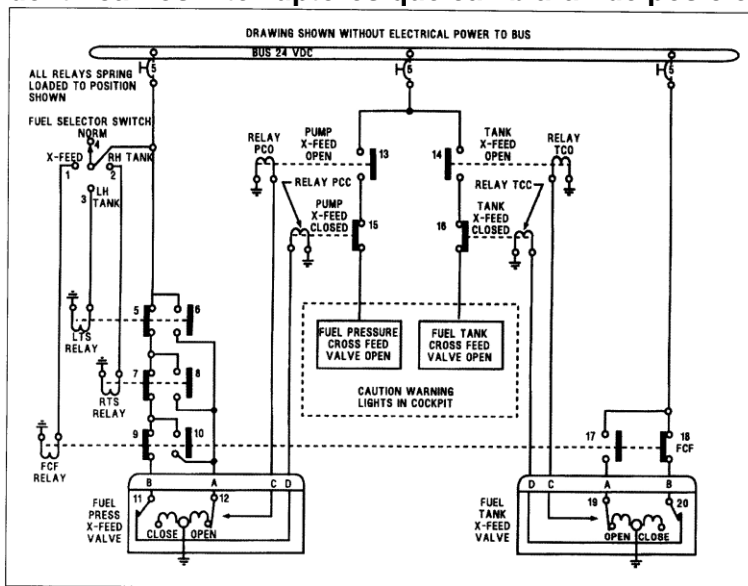 interruptores que cambiarán de
DRAWING SHOWN WITHOUT ELECTRICAL POWER TO BUS
BUS 24 VDC
5
5
5
ALL RELAYS SPRING
LOADED TO POSITION
SHOWN
FUEL SELECTOR SWITCH
NORM
4
X-FEED
RH TANK
1
2
3
LH
TANK
RELAY
PCO
PUMP
X-FEED
OPEN
13
14
TANK
X-FEED
OPEN
RELAY
TCO
RELAY PCC
RELAY TCC
PUMP
X-FEED
CLOSED
15
16
TANK
X-FEED
CLOSED
5
6
LTS
RELAY
7
8
RTS
RELAY
9
10
FCF
RELAY
FUEL PRESSURE
CROSS FEED
VALVE OPEN
FUEL TANK
CROSS FEED
VALVE OPEN
CAUTION WARNING
LIGHTS IN COCKPIT
17
18
FCF
B
A
C
D
11
12
FUEL
PRESS
X-FEED
VALVE
CLOSE
OPEN
D
C
A
B
19
20
FUEL
TANK
X-FEED
VALVE
OPEN
CLOSE